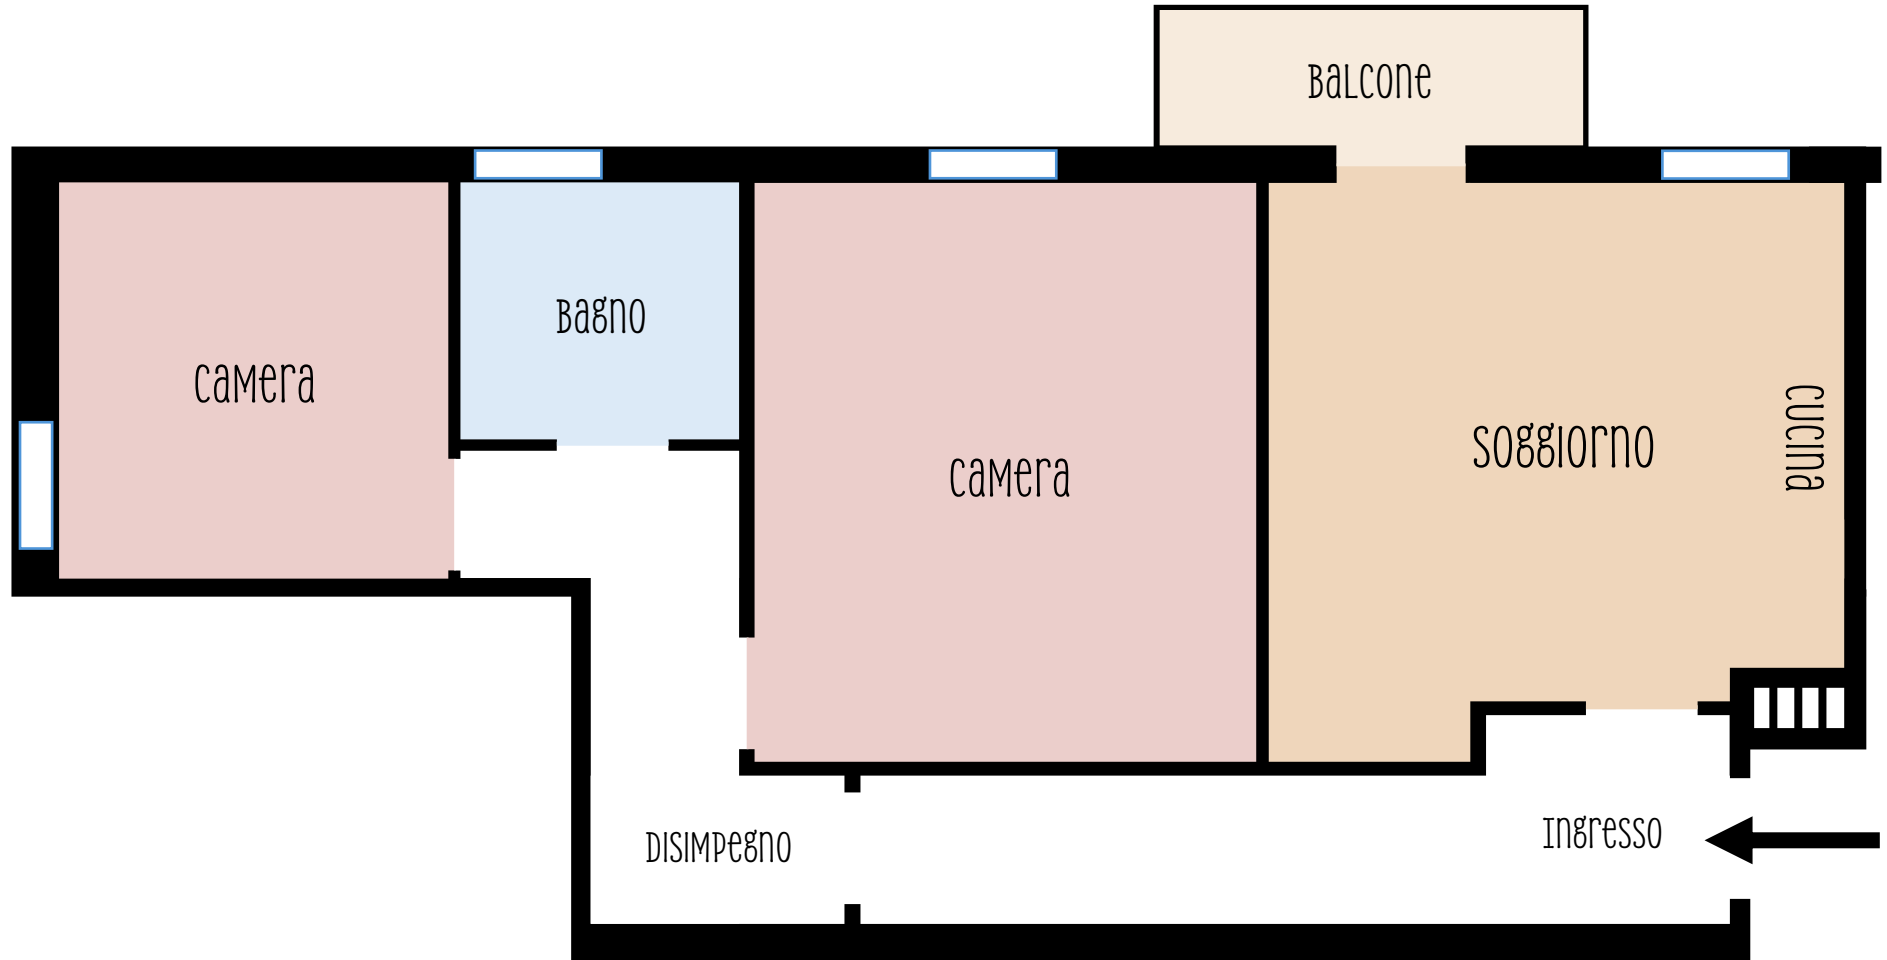 Balcone
Bagno
Camera
Camera
Soggiorno
Cucina
Ingresso
Disimpegno